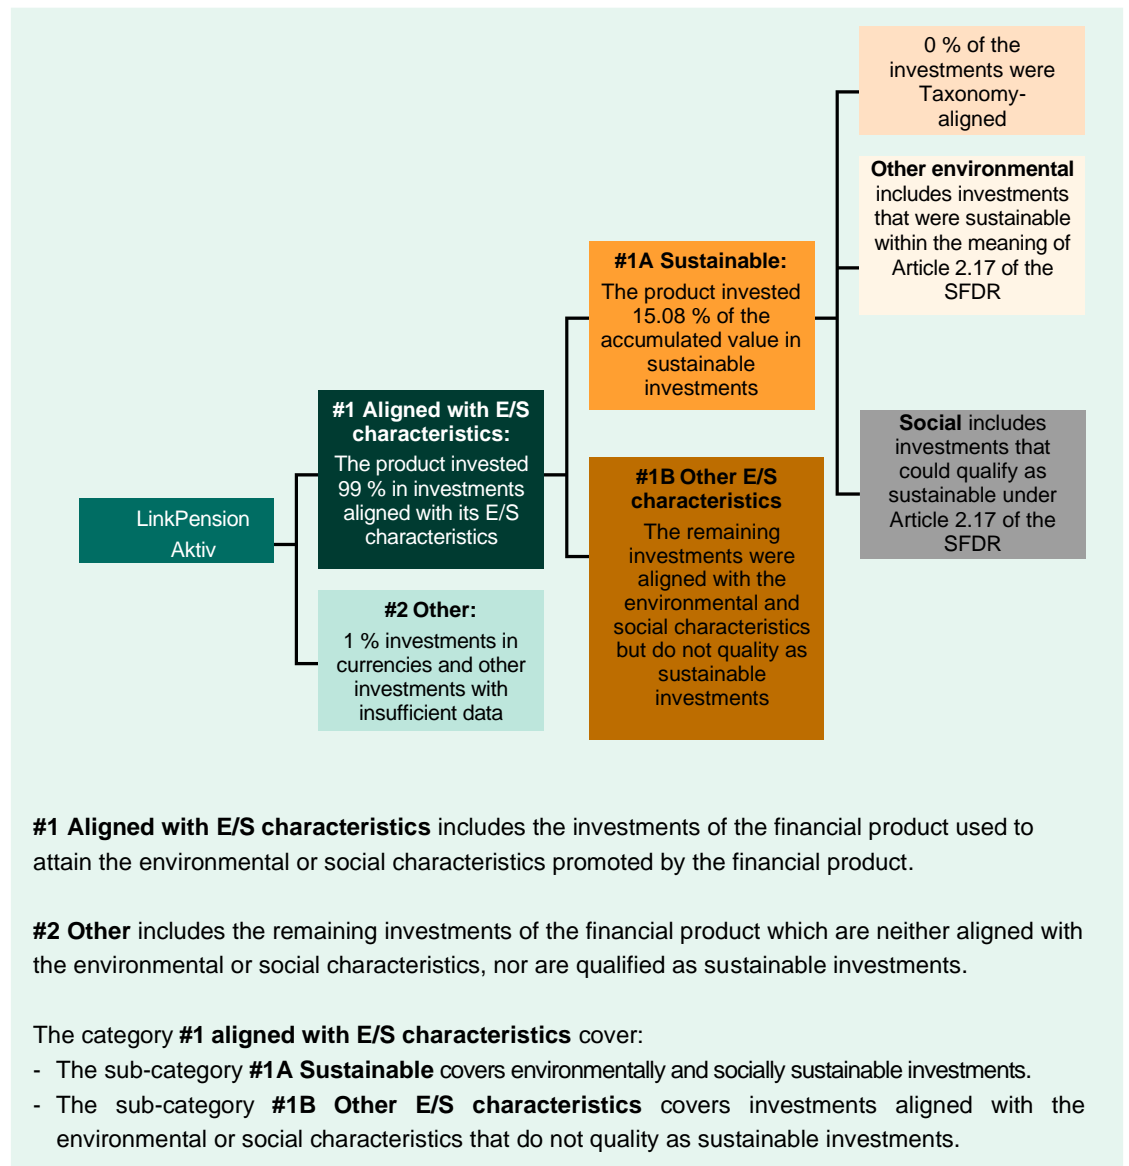 LinkPension
Aktiv
#1 Aligned with E/S
characteristics:
The product invested
99 % in investments
aligned with its E/S
characteristics
#2 Other:
1 % investments in
currencies and other
investments with
insufficient data
#1A Sustainable:
The product invested
15.08 % of the
accumulated value in
sustainable
investments
#1B Other E/S
characteristics
The remaining
investments were
aligned with the
environmental and
social characteristics
but do not quality as
sustainable
investments
0 % of the
investments were
Taxonomy-
aligned
Other environmental
includes investments
that were sustainable
within the meaning of
Article 2.17 of the
SFDR
Social includes
investments that
could qualify as
sustainable under
Article 2.17 of the
SFDR
#1 Aligned with E/S characteristics includes the investments of the financial product used to
attain the environmental or social characteristics promoted by the financial product.
#2 Other includes the remaining investments of the financial product which are neither aligned with
the environmental or social characteristics, nor are qualified as sustainable investments.
The category #1 aligned with E/S characteristics cover:
- The sub-category #1A Sustainable covers environmentally and socially sustainable investments.
- The sub-category #1B Other E/S characteristics covers investments aligned with the
environmental or social characteristics that do not quality as sustainable investments.